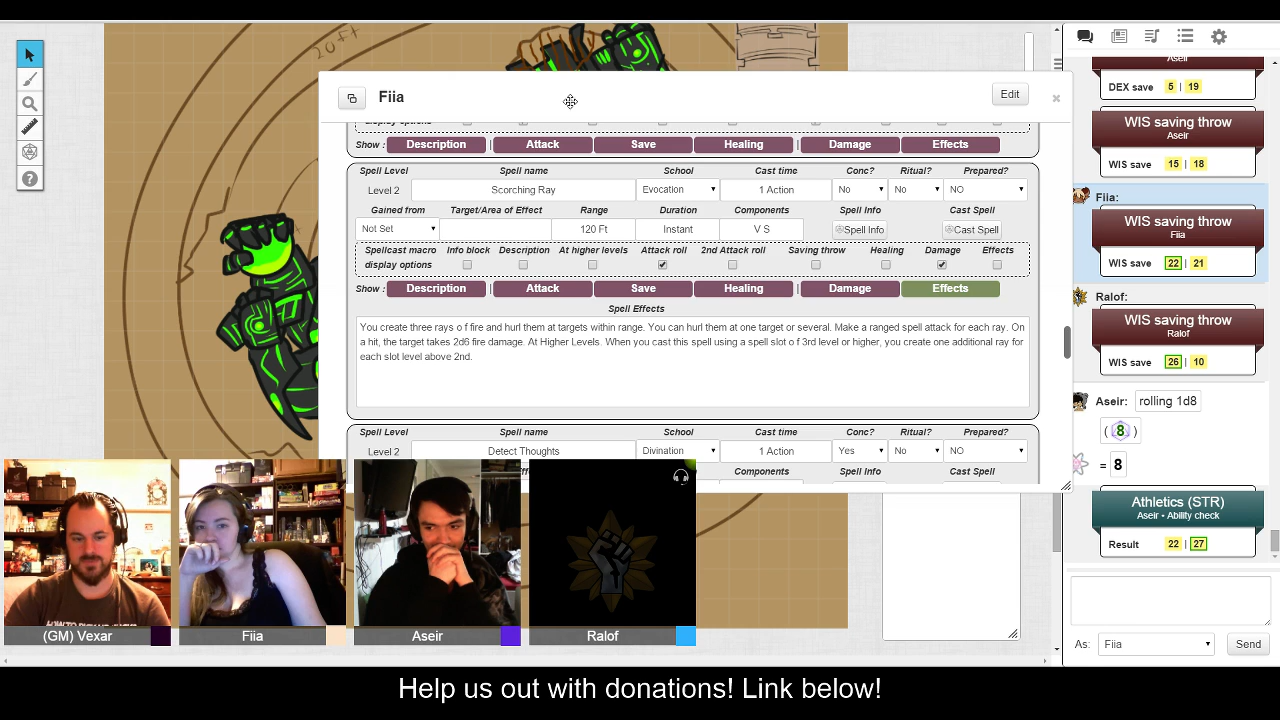 20ft
Fiia
Edit
display options
Show : Description | Attack Save Healing | Damage Effects
Spell Level Spell name School Cast time Conc? Ritual? Prepared?
Level 2 Scorching Ray Evocation 1 Action No No NO
Gained from Target/Area of Effect Range Duration Components Spell Info Cast Spell
Not Set 120 Ft Instant V S Spell Info Cast Spell
Spellcast macro Info block Description At higher levels Attack roll 2nd Attack roll Saving throw Healing Damage Effects
display options
Show : Description | Attack Save Healing | Damage Effects
Spell Effects
You create three rays o f fire and hurl them at targets within range. You can hurl them at one target or several. Make a ranged spell attack for each ray. On
a hit, the target takes 2d6 fire damage. At Higher Levels. When you cast this spell using a spell slot o f 3rd level or higher, you create one additional ray for
each slot level above 2nd.
Spell Level Spell name School Cast time Conc? Ritual? Prepared?
Level 2 Detect Thoughts Divination 1 Action Yes No NO
Components Spell Info Cast Spell
Aseir
DEX save 5 | 19
WIS saving throw
Aseir
WIS save 15 | 18
Fiia:
WIS saving throw
Fiia
WIS save 22 | 21
Ralof:
WIS saving throw
Ralof
WIS save 26 | 10
Aseir: rolling 1d8
( 8 )
= 8
Athletics (STR)
Aseir - Ability check
Result 22 | 27
As: Fiia Send
(GM) Vexar
Fiia
Aseir
Ralof
Help us out with donations! Link below!